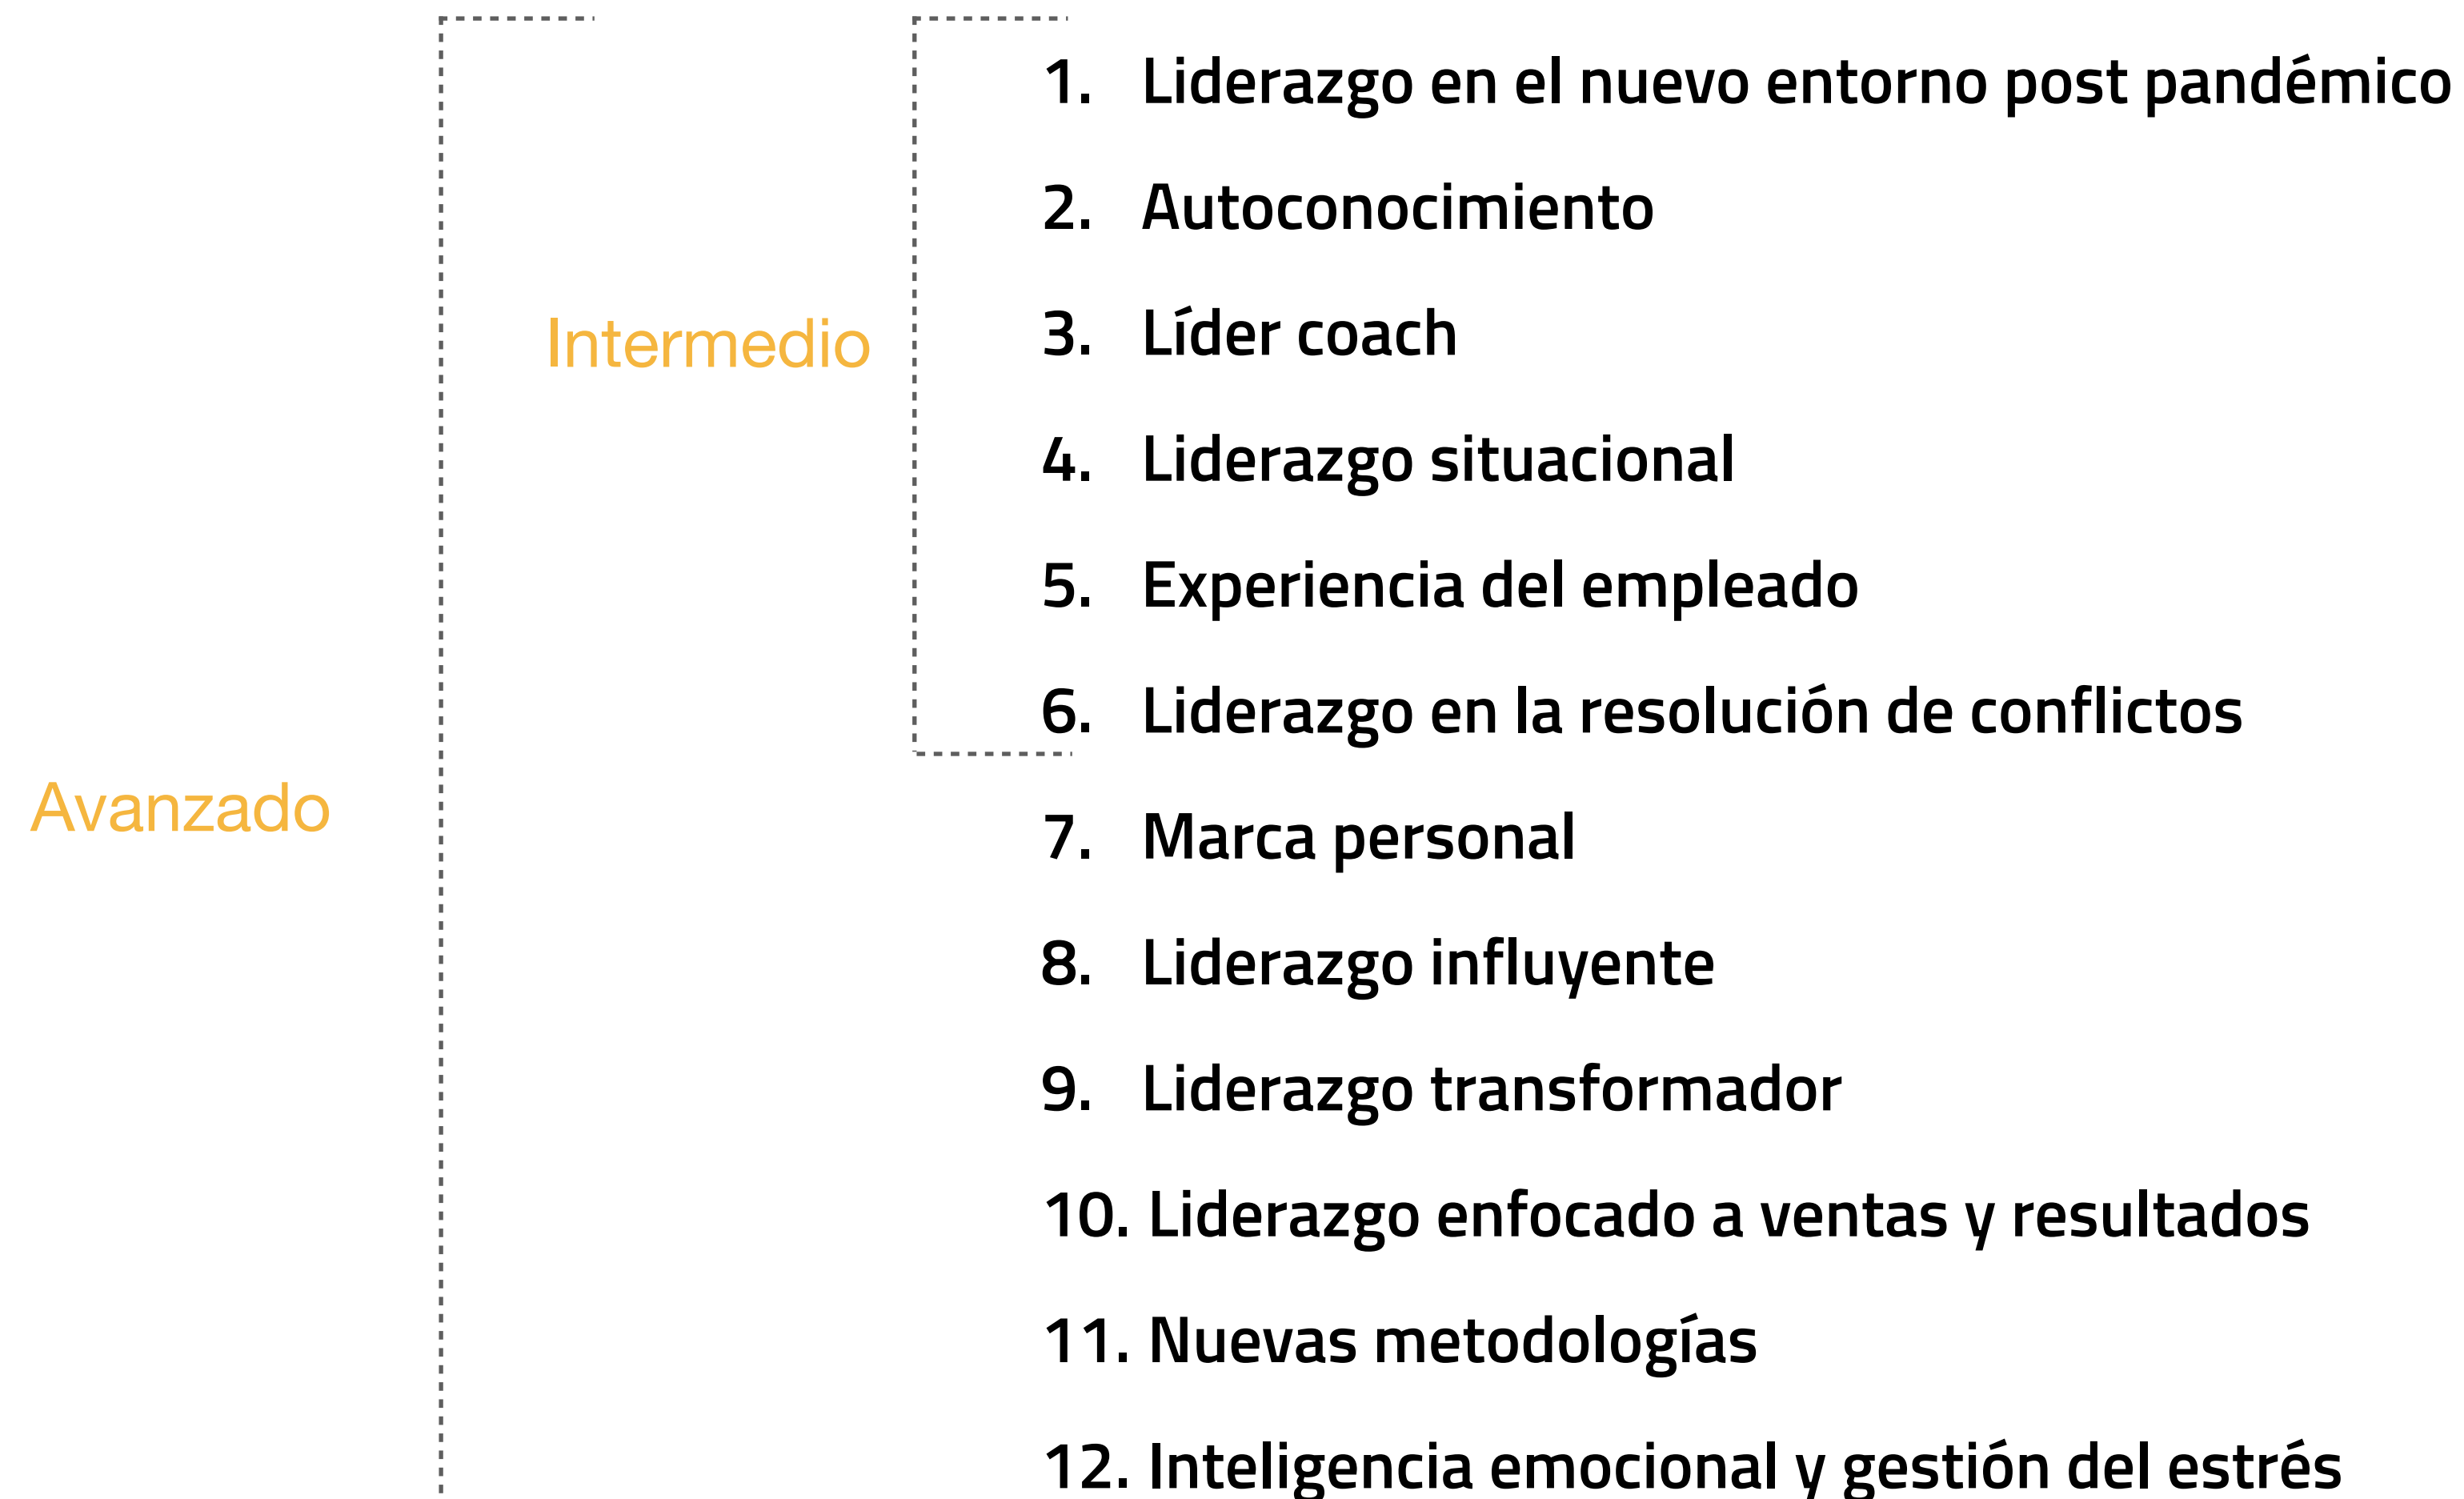 1. Liderazgo en el nuevo entorno post pandémico
2. Autoconocimiento
Intermedio
3. Líder coach
4. Liderazgo situacional
5. Experiencia del empleado
6. Liderazgo en la resolución de conflictos
Avanzado
7. Marca personal
8. Liderazgo influyente
9. Liderazgo transformador
10. Liderazgo enfocado a ventas y resultados
11. Nuevas metodologías
12. Inteligencia emocional y gestión del estrés